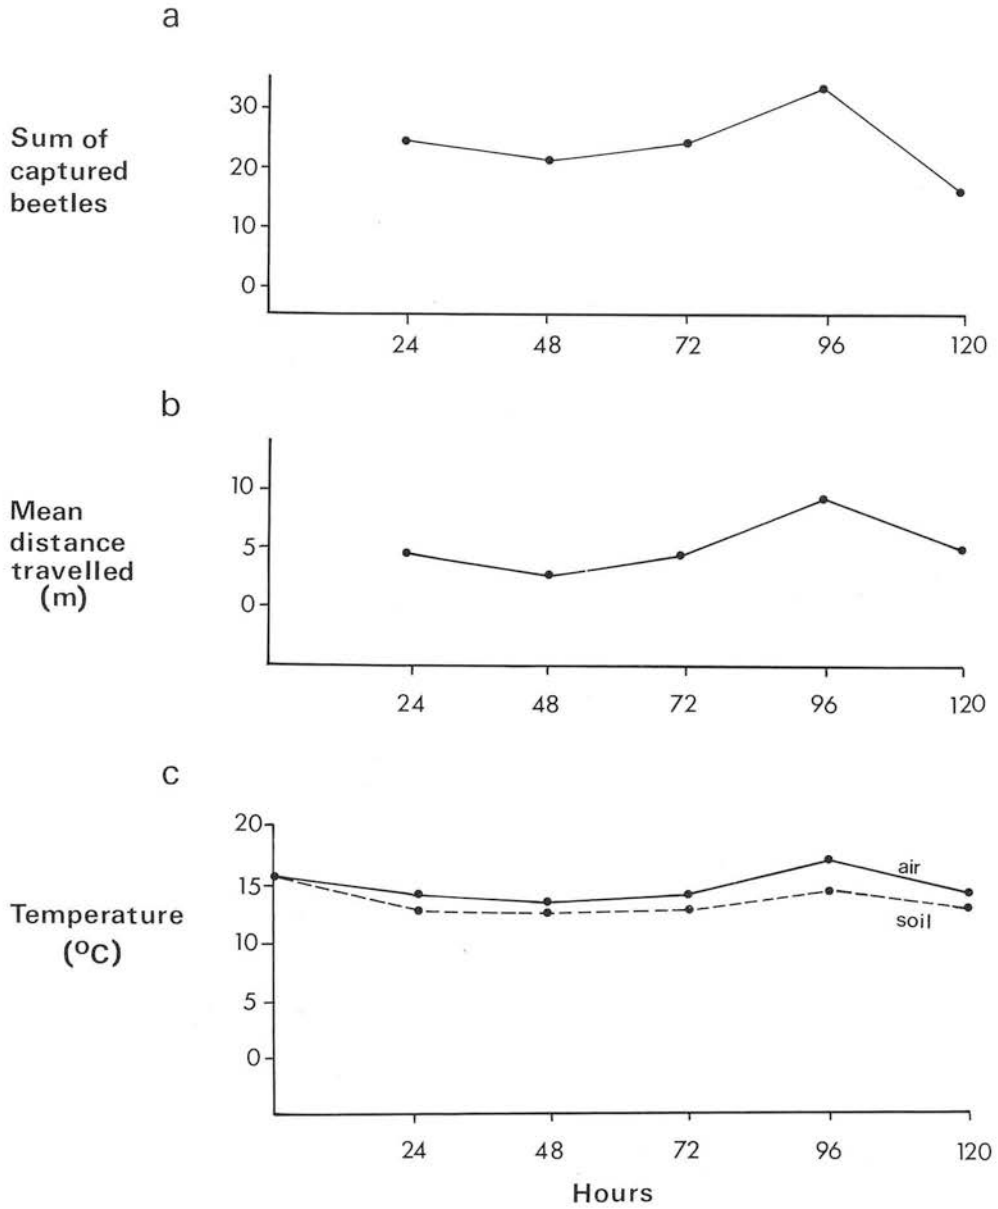 a
Sum of
captured
beetles
30
20
10
0
24 48 72 96 120
b
Mean
distance
travelled
(m)
10
5
0
24 48 72 96 120
c
Temperature
(°C)
20
15
10
5
0
air
soil
24 48 72 96 120
Hours